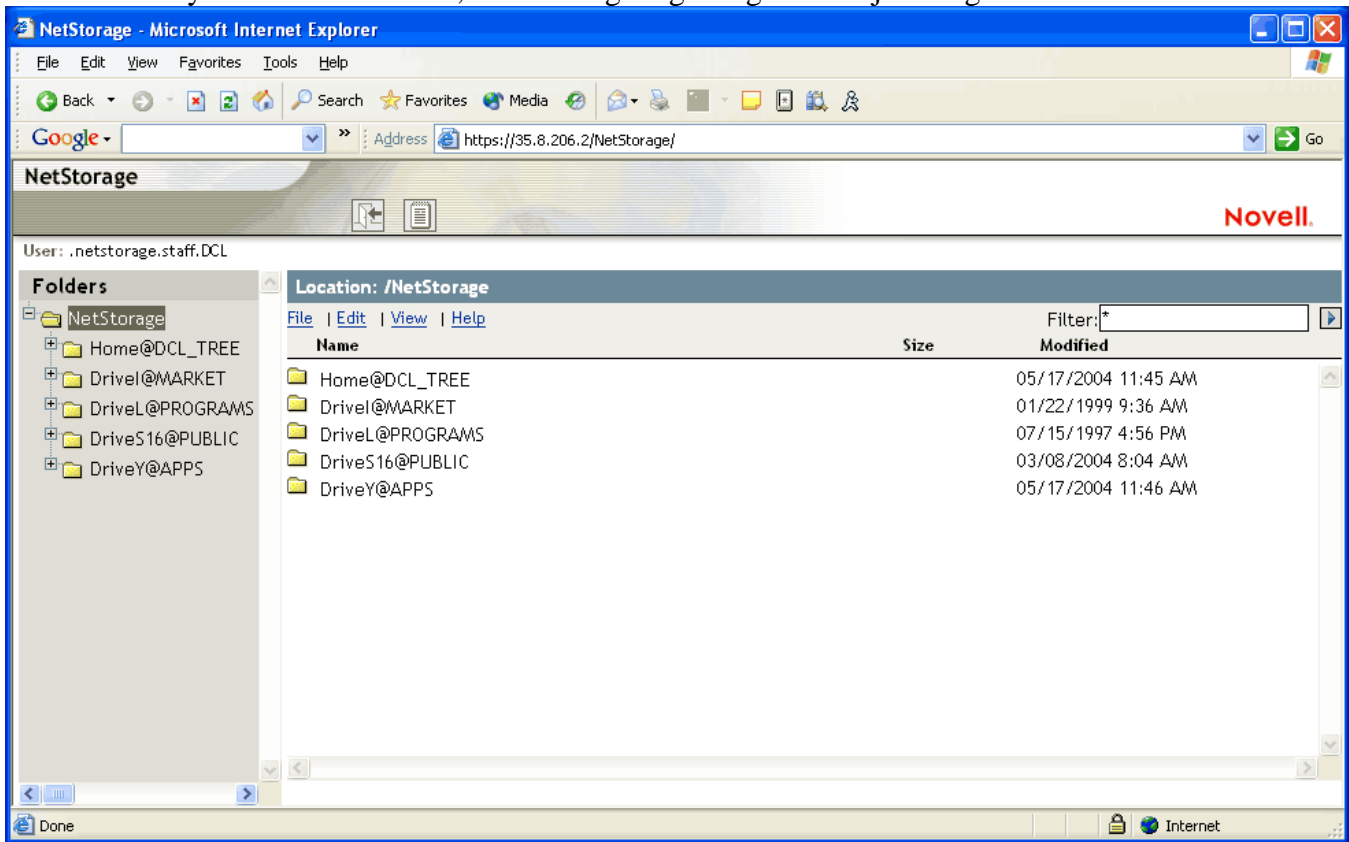 NetStorage - Microsoft Internet Explorer
File Edit View Favorites Tools Help
Back Search Favorites Media
Google Address https://35.8.206.2/NetStorage/ Go
NetStorage
Novell.
User: .netstorage.staff.DCL
Folders Location: /NetStorage
NetStorage File | Edit | View | Help Filter: *
Name Size Modified
Home@DCL_TREE Home@DCL_TREE 05/17/2004 11:45 AM
DriveI@MARKET DriveI@MARKET 01/22/1999 9:36 AM
DriveL@PROGRAMS DriveL@PROGRAMS 07/15/1997 4:56 PM
DriveS16@PUBLIC DriveS16@PUBLIC 03/08/2004 8:04 AM
DriveY@APPS DriveY@APPS 05/17/2004 11:46 AM
Done Internet